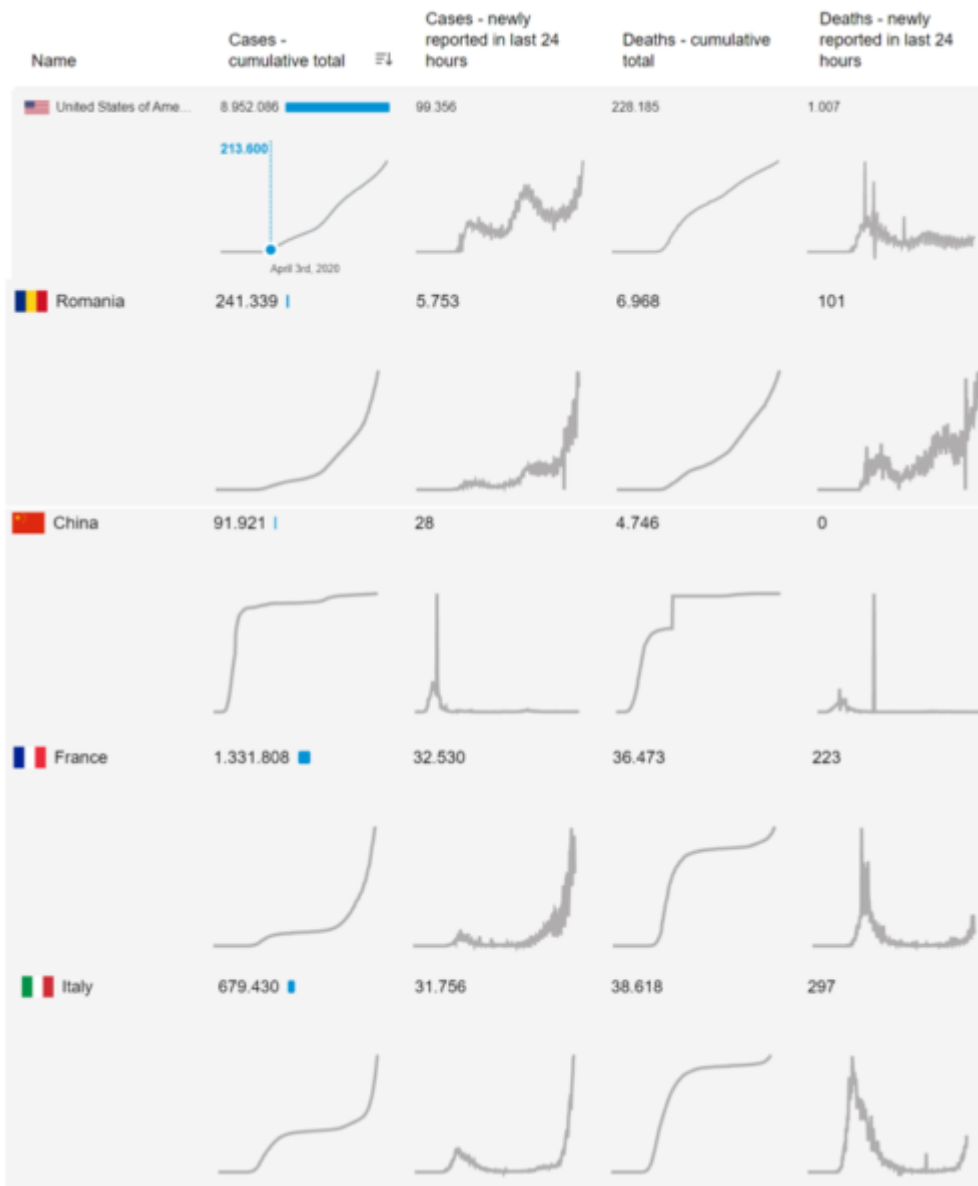 Name
Cases -
cumulative total
Cases - newly
reported in last 24
hours
Deaths - cumulative
total
Deaths - newly
reported in last 24
hours
United States of Ame...
8.952.086
99.356
228.185
1.007
213.600
April 3rd, 2020
Romania
241.339
5.753
6.968
101
China
91.921
28
4.746
0
France
1.331.808
32.530
36.473
223
Italy
679.430
31.756
38.618
297